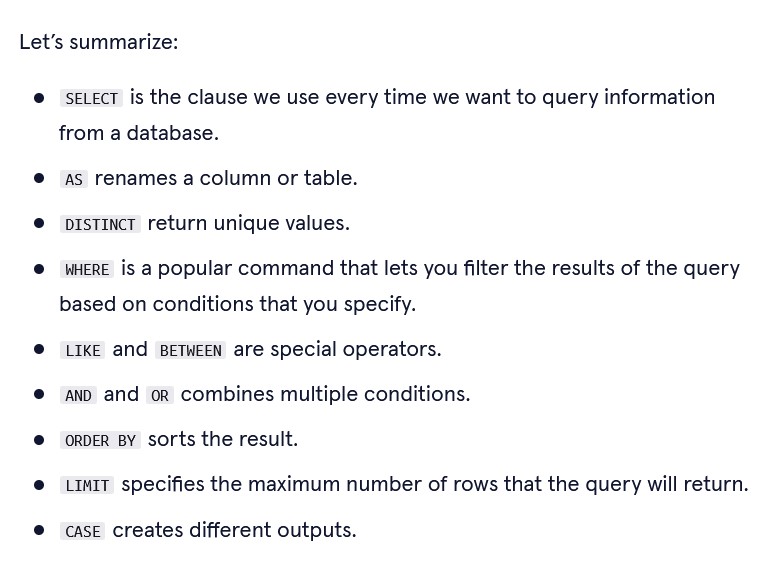 Let’s summarize:
SELECT is the clause we use every time we want to query information
from a database.
AS renames a column or table.
DISTINCT return unique values.
WHERE is a popular command that lets you filter the results of the query
based on conditions that you specify.
LIKE and BETWEEN are special operators.
AND and OR combines multiple conditions.
ORDER BY sorts the result.
LIMIT specifies the maximum number of rows that the query will return.
CASE creates different outputs.